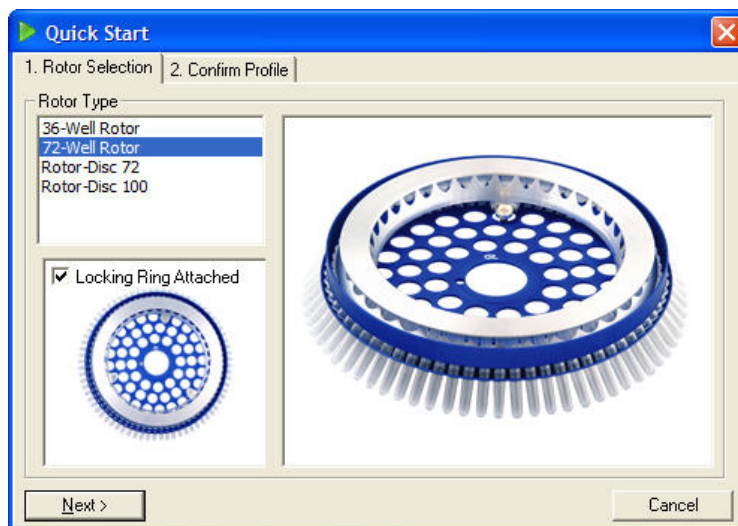 Quick Start
1. Rotor Selection
2. Confirm Profile
Rotor Type
36-Well Rotor
72-Well Rotor
Rotor-Disc 72
Rotor-Disc 100
Locking Ring Attached
Next >
Cancel